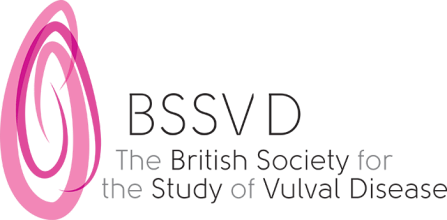 BSSVD
The British Society for
the Study of Vulval Disease